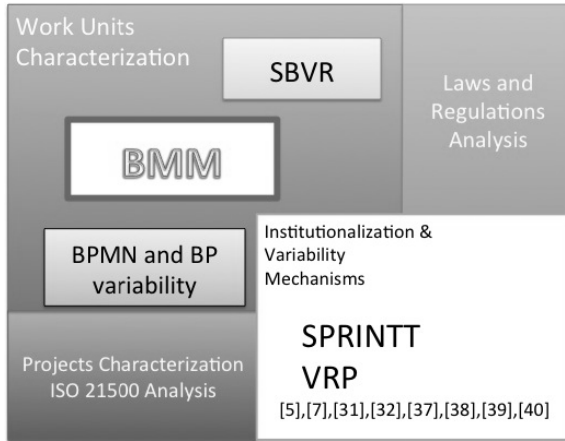 Work Units
Characterization
SBVR
Laws and
Regulations
Analysis
BMM
BPMN and BP
variability
Institutionalization &
Variability
Mechanisms
SPRINTT
VRP
[5],[7],[31],[32],[37],[38],[39],[40]
Projects Characterization
ISO 21500 Analysis